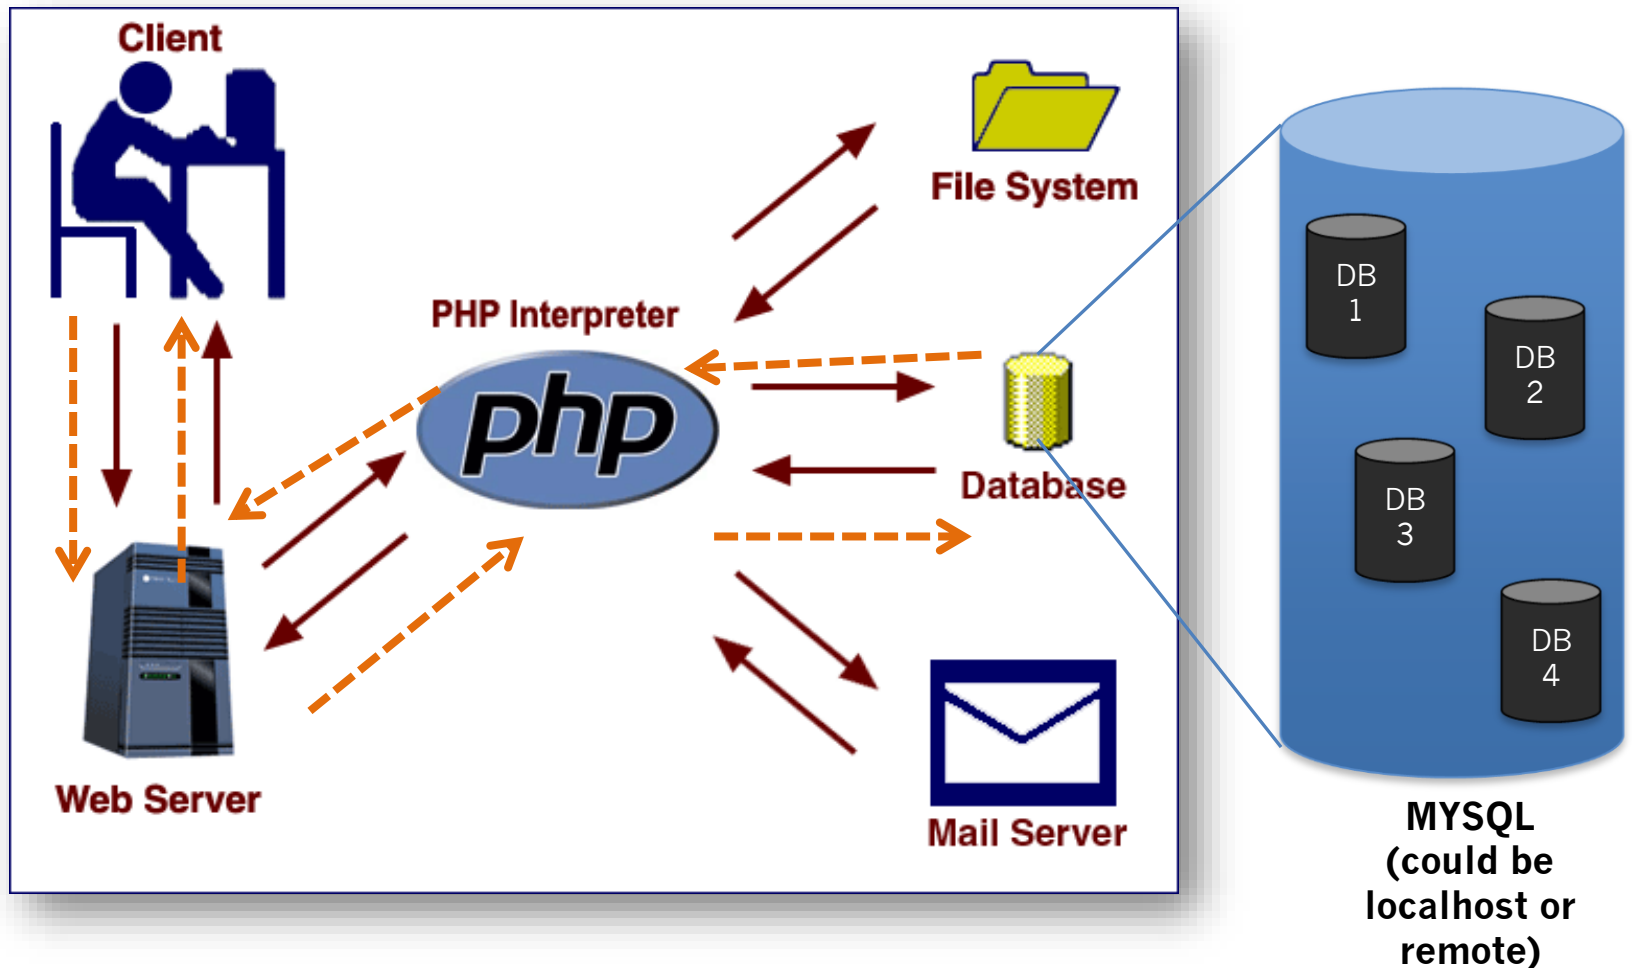 Client
File System
PHP Interpreter
php
Database
Web Server
Mail Server
DB
1
DB
2
DB
3
DB
4
MYSQL
(could be
localhost or
remote)